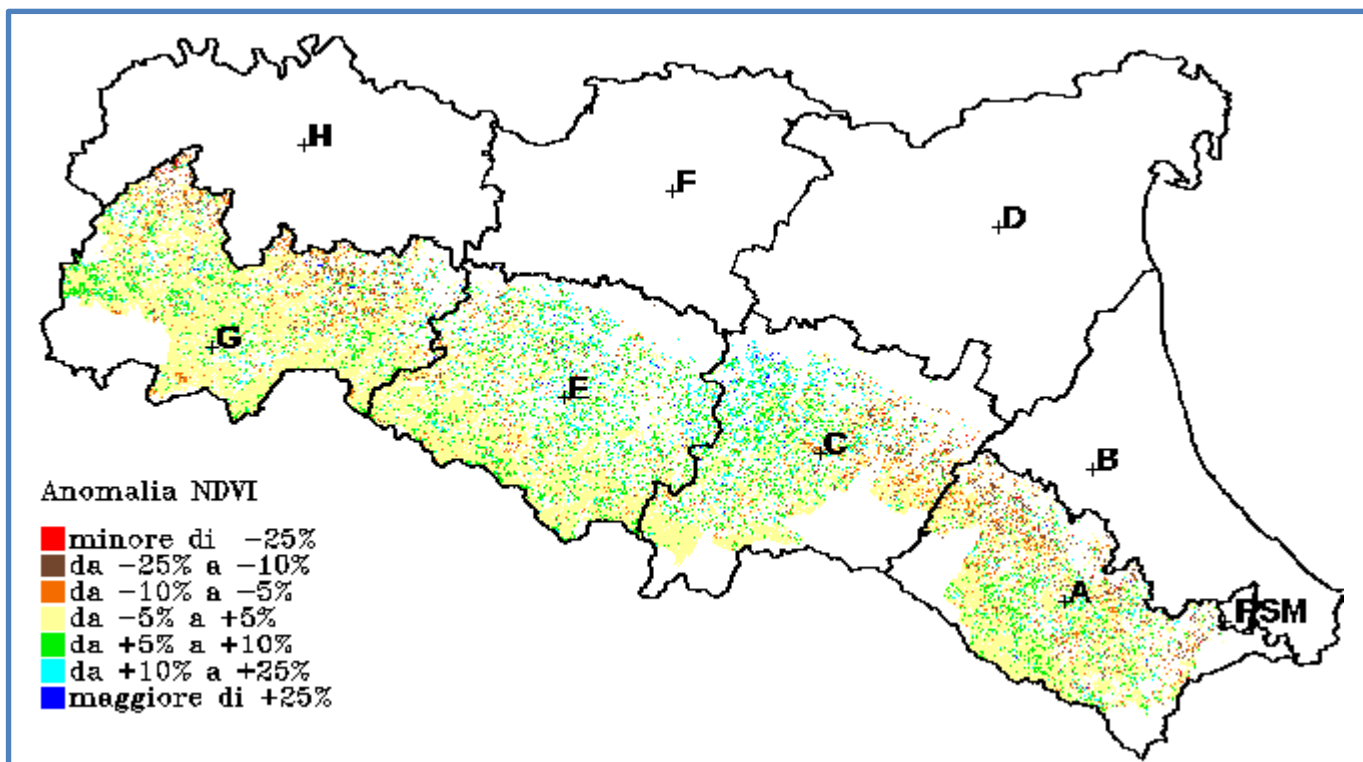 H
F
D
G
E
C
B
A
RSM
Anomalia NDVI
minore di -25%
da -25% a -10%
da -10% a -5%
da -5% a +5%
da +5% a +10%
da +10% a +25%
maggiore di +25%